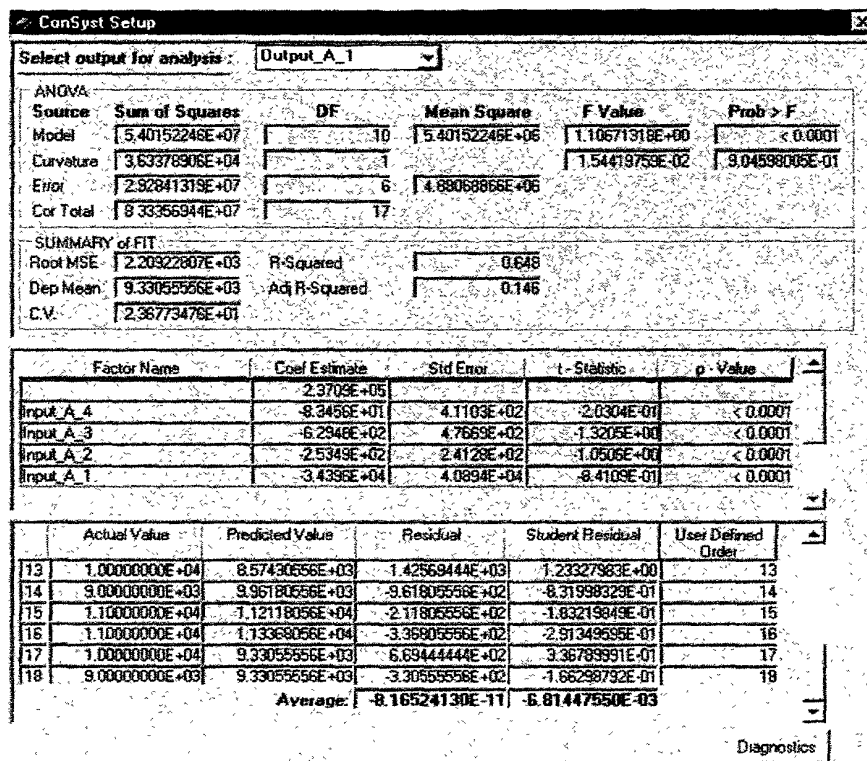 ConSyst Setup
Select output for analysis : Output_A_1
ANOVA
Source Sum of Squares DF Mean Square F Value Prob > F
Model 5.40152246E+07 10 5.40152246E+06 1.10671318E+00 < 0.0001
Curvature 3.63378906E+04 1 1.54419759E-02 9.04598005E-01
Error 2.92841319E+07 6 4.88068866E+06
Cor Total 8.33356944E+07 17
SUMMARY of FIT
Root MSE 2.20922807E+03 R-Squared 0.648
Dep Mean 9.33055556E+03 Adj R-Squared 0.146
C.V. 2.36773476E+01
Factor Name Coef Estimate Std Error t - Statistic p - Value
2.3709E+05
Input_A_4 -8.3456E+01 4.1103E+02 -2.0304E-01 < 0.0001
Input_A_3 -6.2948E+02 4.7669E+02 -1.3205E+00 < 0.0001
Input_A_2 -2.5349E+02 2.4128E+02 -1.0506E+00 < 0.0001
Input_A_1 -3.4396E+04 4.0894E+04 -8.4109E-01 < 0.0001
Actual Value Predicted Value Residual Student Residual User Defined Order
13 1.00000000E+04 8.57430556E+03 1.42569444E+03 1.23327983E+00 13
14 9.00000000E+03 9.96180556E+03 -9.61805556E+02 -8.31998329E-01 14
15 1.10000000E+04 1.12118056E+04 -2.11805556E+02 -1.83219849E-01 15
16 1.10000000E+04 1.13368056E+04 -3.36805556E+02 -2.91349595E-01 16
17 1.00000000E+04 9.33055556E+03 6.69444444E+02 3.36789991E-01 17
18 9.00000000E+03 9.33055556E+03 -3.30555556E+02 -1.66298792E-01 18
Average: -8.16524130E-11 -6.81447550E-03
Diagnostics